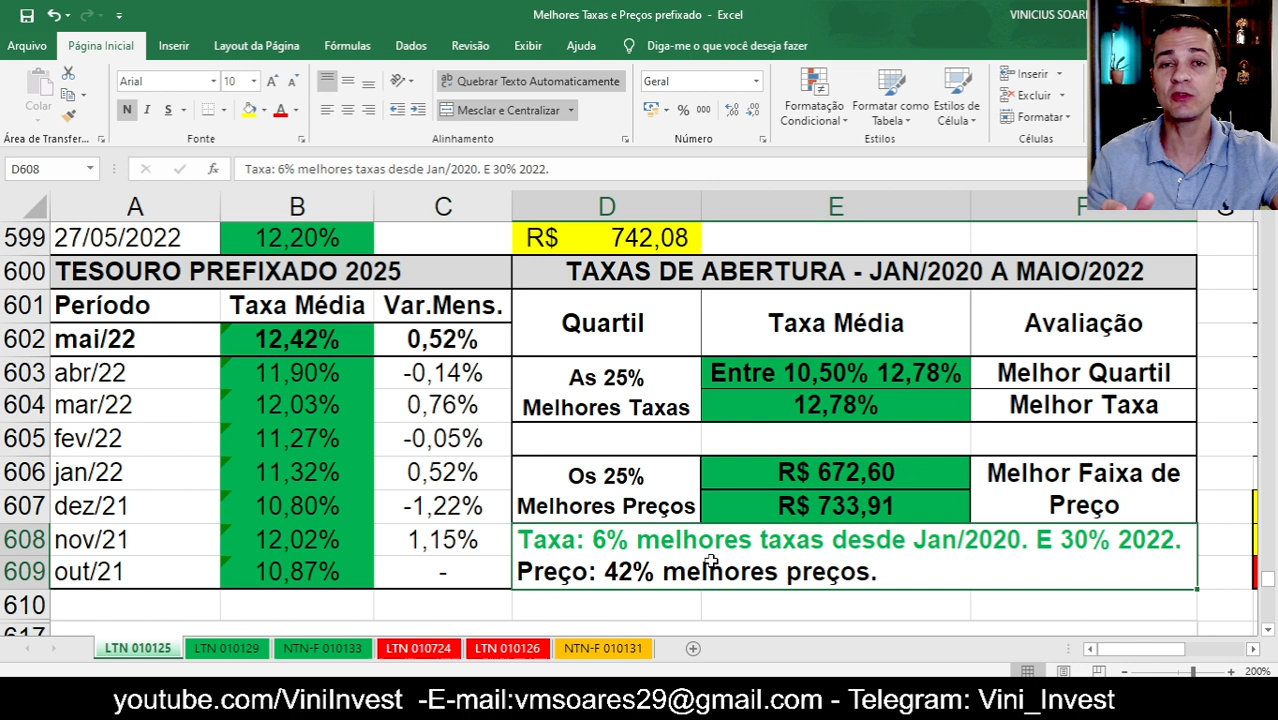 Melhores Taxas e Preços prefixado - Excel
VINICIUS SOAR
Arquivo Página Inicial Inserir Layout da Página Fórmulas Dados Revisão Exibir Ajuda Diga-me o que você deseja fazer
Colar
Arial 10
N I S A
Quebrar Texto Automaticamente
Mesclar e Centralizar
Geral
% 000
Formatação Condicional
Formatar como Tabela
Estilos de Célula
Inserir
Excluir
Formatar
Área de Transfer... Fonte Alinhamento Número Estilos Células
D608 fx Taxa: 6% melhores taxas desde Jan/2020. E 30% 2022.
A B C D E F
599 27/05/2022 12,20% R$ 742,08
600 TESOURO PREFIXADO 2025 TAXAS DE ABERTURA - JAN/2020 A MAIO/2022
601 Período Taxa Média Var.Mens. Quartil Taxa Média Avaliação
602 mai/22 12,42% 0,52%
603 abr/22 11,90% -0,14% As 25% Entre 10,50% 12,78% Melhor Quartil
604 mar/22 12,03% 0,76% Melhores Taxas 12,78% Melhor Taxa
605 fev/22 11,27% -0,05%
606 jan/22 11,32% 0,52% Os 25% R$ 672,60 Melhor Faixa de
607 dez/21 10,80% -1,22% Melhores Preços R$ 733,91 Preço
608 nov/21 12,02% 1,15% Taxa: 6% melhores taxas desde Jan/2020. E 30% 2022.
609 out/21 10,87% - Preço: 42% melhores preços.
610
LTN 010125 LTN 010129 NTN-F 010133 LTN 010724 LTN 010126 NTN-F 010131
200%
youtube.com/ViniInvest -E-mail:vmsoares29@gmail.com - Telegram: Vini_Invest